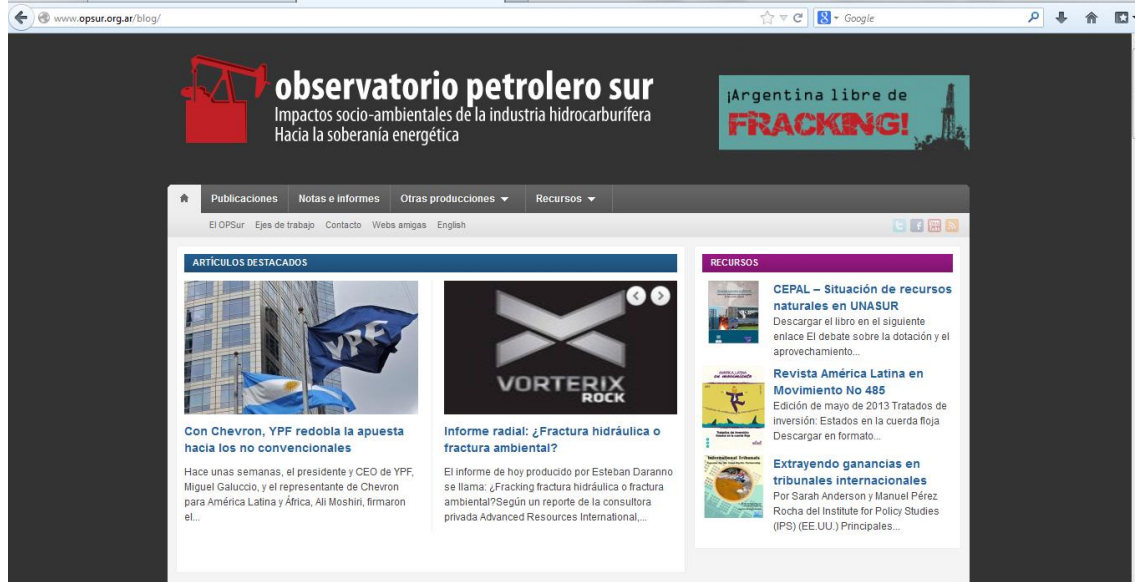 www.opsur.org.ar/blog/
Google
observatorio petrolero sur
Impactos socio-ambientales de la industria hidrocarburífera
Hacia la soberanía energética
¡Argentina libre de
FRACKING!
Publicaciones Notas e informes Otras producciones Recursos
El OPSur Ejes de trabajo Contacto Webs amigas English
ARTÍCULOS DESTACADOS
YPF
Con Chevron, YPF redobla la apuesta
hacia los no convencionales
Hace unas semanas, el presidente y CEO de YPF,
Miguel Galuccio, y el representante de Chevron
para América Latina y África, Ali Moshiri, firmaron
el...
VORTERIX
ROCK
Informe radial: ¿Fractura hidráulica o
fractura ambiental?
El informe de hoy producido por Esteban Daranno
se llama: ¿Fracking fractura hidráulica o fractura
ambiental?Según un reporte de la consultora
privada Advanced Resources International,...
RECURSOS
CEPAL – Situación de recursos
naturales en UNASUR
Descargar el libro en el siguiente
enlace El debate sobre la dotación y el
aprovechamiento...
Revista América Latina en
Movimiento No 485
Edición de mayo de 2013 Tratados de
inversión: Estados en la cuerda floja
Descargar en formato...
International Tribunals
Extrayendo ganancias en
tribunales internacionales
Por Sarah Anderson y Manuel Pérez
Rocha del Institute for Policy Studies
(IPS) (EE.UU.) Principales...